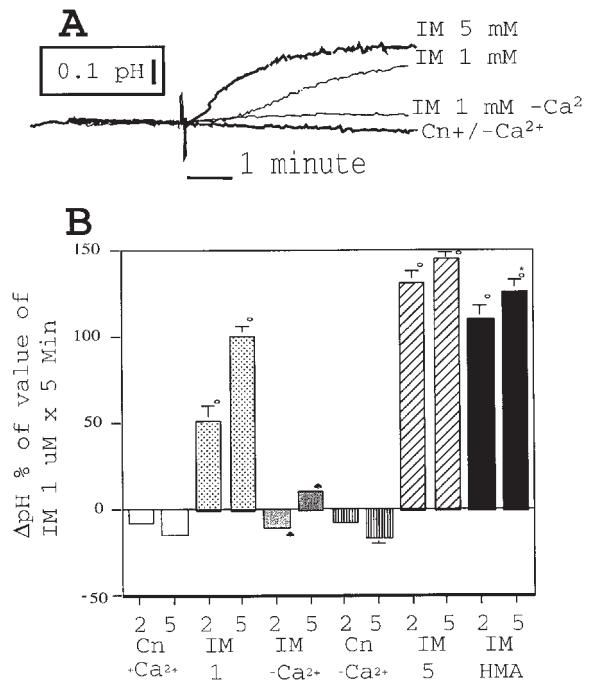 A
IM 5 mM
0.1 pH
IM 1 mM
IM 1 mM -Ca2
Cn+/-Ca2+
1 minute
B
ΔpH % of value of
IM 1 uM x 5 Min
150
100
50
0
-50
2 5 2 5 2 5 2 5 2 5 2 5
Cn IM IM Cn IM IM
+Ca2+ 1 -Ca2+ -Ca2+ 5 HMA